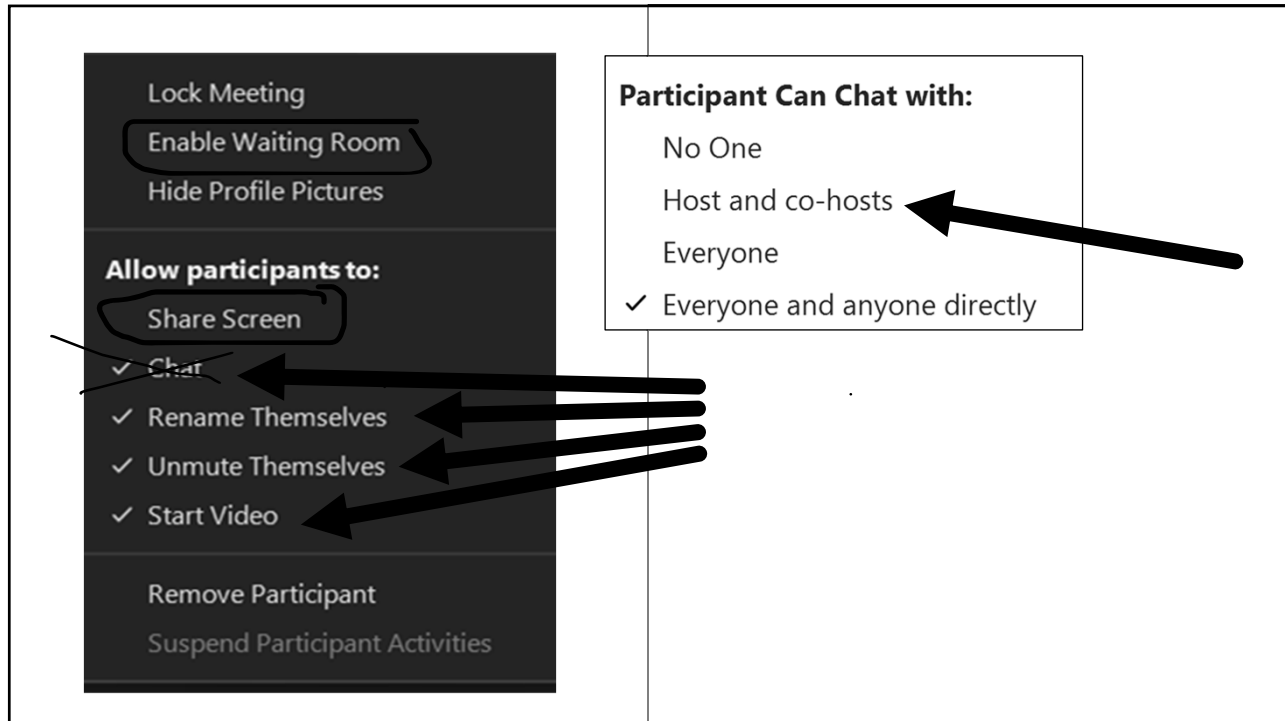 Lock Meeting
Enable Waiting Room
Hide Profile Pictures
Allow participants to:
Share Screen
Chat
Rename Themselves
Unmute Themselves
Start Video
Remove Participant
Suspend Participant Activities
Participant Can Chat with:
No One
Host and co-hosts
Everyone
Everyone and anyone directly